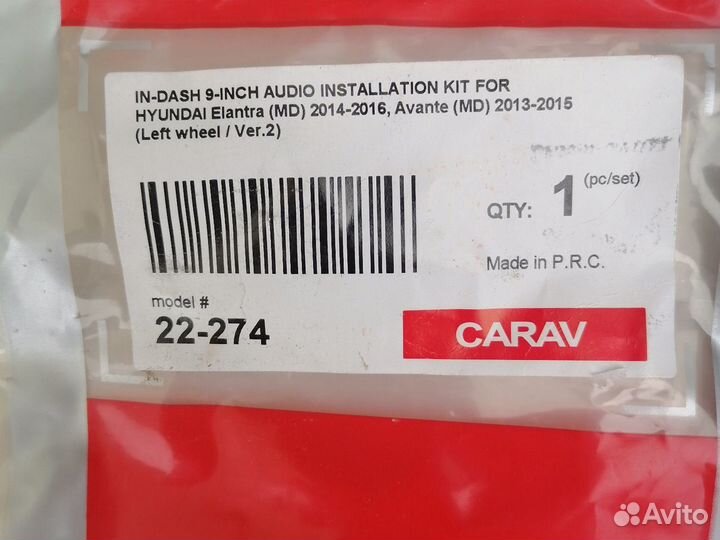 IN-DASH 9-INCH AUDIO INSTALLATION KIT FOR
HYUNDAI Elantra (MD) 2014-2016, Avante (MD) 2013-2015
(Left wheel / Ver.2)
QTY: 1 (pc/set)
Made in P.R.C.
model #
22-274
CARAV
Avito